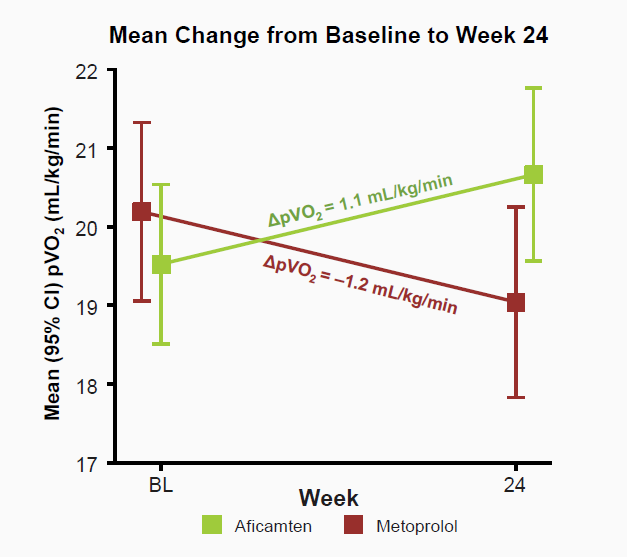 Mean Change from Baseline to Week 24
Mean (95% CI) pVO₂ (mL/kg/min)
22
21
20
19
18
17
ΔpVO₂ = 1.1 mL/kg/min
ΔpVO₂ = –1.2 mL/kg/min
BL
24
Week
Aficamten
Metoprolol